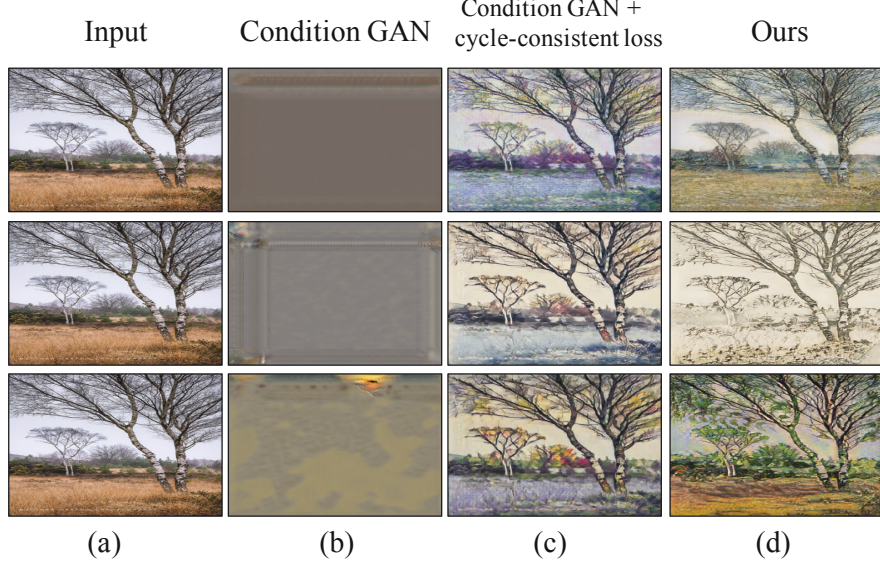 Input
Condition GAN
Condition GAN +
cycle-consistent loss
Ours
(a)
(b)
(c)
(d)